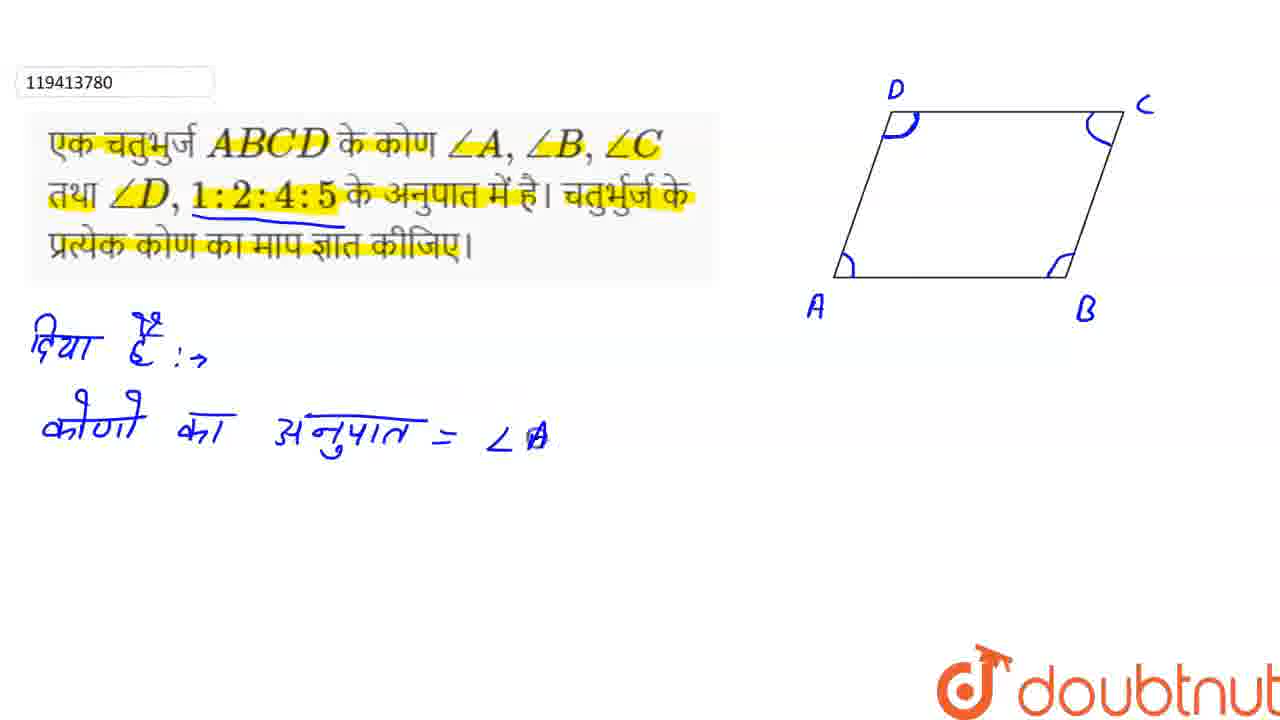 119413780
एक चतुभुर्ज ABCD के कोण ∠A, ∠B, ∠C
तथा ∠D, 1:2:4:5 के अनुपात में है। चतुर्भुर्ज के
प्रत्येक कोण का माप ज्ञात कीजिए।
D
C
A
B
दिया है :→
कोणो का अनुपात = ∠A
doubtnut